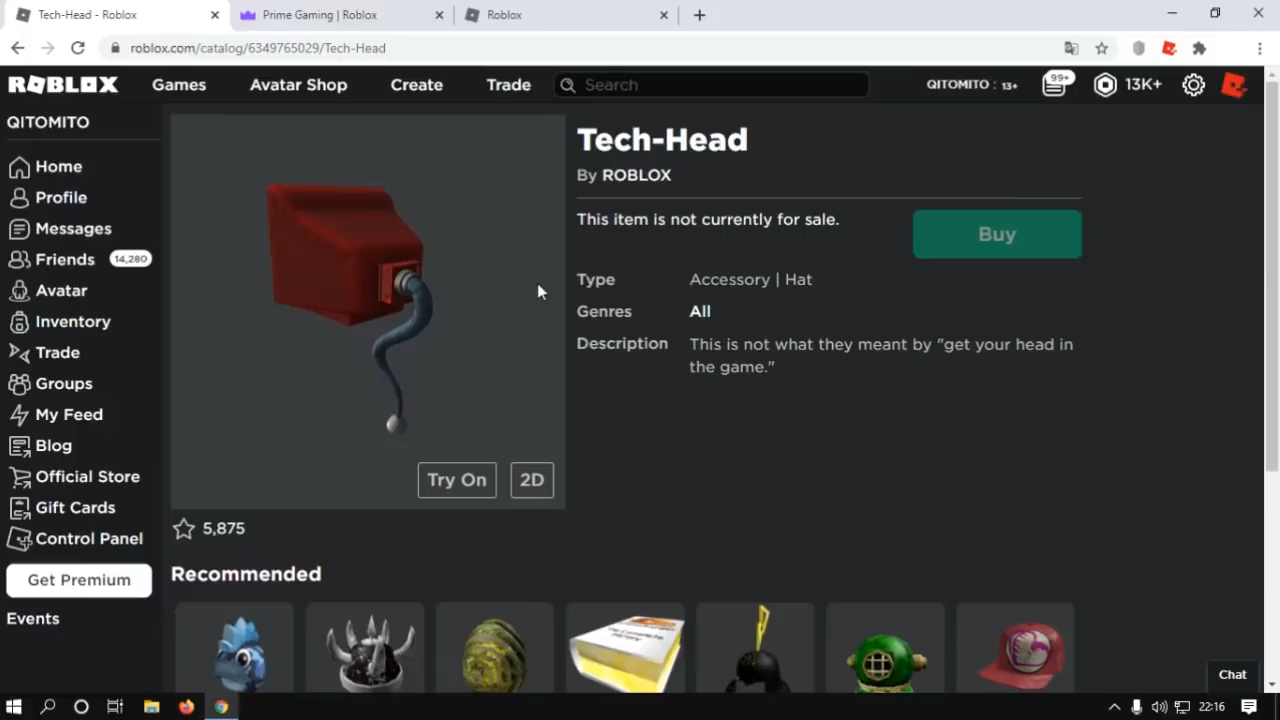 Tech-Head - Roblox
Prime Gaming | Roblox
Roblox
roblox.com/catalog/6349765029/Tech-Head
ROBLOX
Games
Avatar Shop
Create
Trade
Search
QITOMITO : 13+
99+
13K+
QITOMITO
Home
Profile
Messages
Friends
14,280
Avatar
Inventory
Trade
Groups
My Feed
Blog
Official Store
Gift Cards
Control Panel
Get Premium
Events
Tech-Head
By ROBLOX
This item is not currently for sale.
Buy
Type
Accessory | Hat
Genres
All
Description
This is not what they meant by "get your head in
the game."
Try On
2D
5,875
Recommended
Chat
22:16